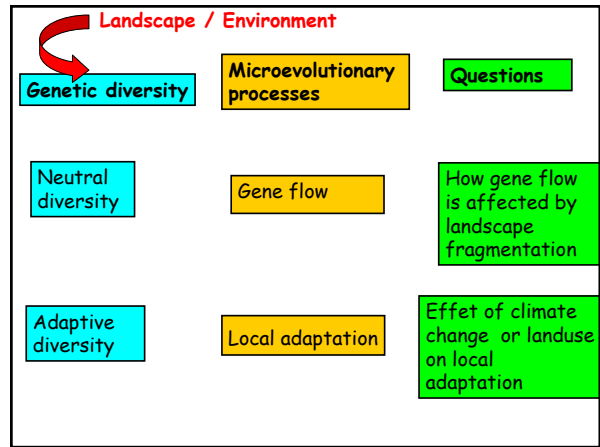 Landscape / Environment
Genetic diversity
Microevolutionary
processes
Questions
Neutral
diversity
Gene flow
How gene flow
is affected by
landscape
fragmentation
Adaptive
diversity
Local adaptation
Effet of climate
change or landuse
on local
adaptation